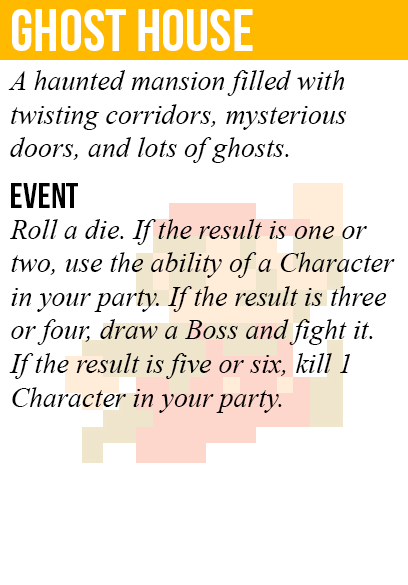 GHOST HOUSE
A haunted mansion filled with
twisting corridors, mysterious
doors, and lots of ghosts.
EVENT
Roll a die. If the result is one or
two, use the ability of a Character
in your party. If the result is three
or four, draw a Boss and fight it.
If the result is five or six, kill 1
Character in your party.